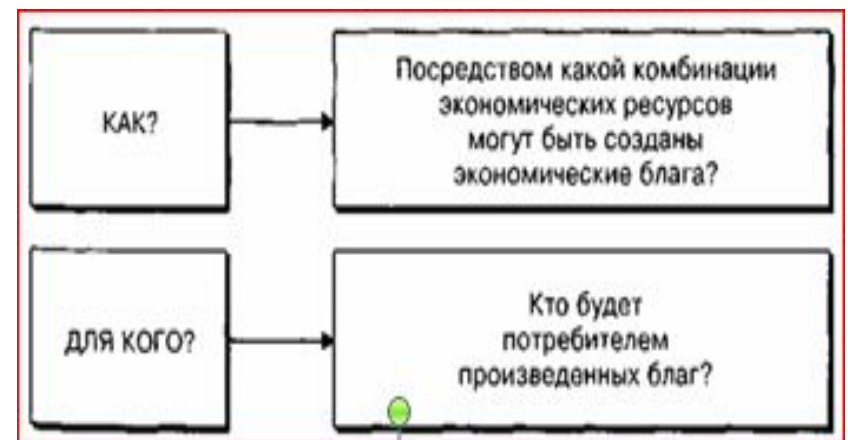 КАК?
Посредством какой комбинации
экономических ресурсов
могут быть созданы
экономические блага?
ДЛЯ КОГО?
Кто будет
потребителем
произведенных благ?